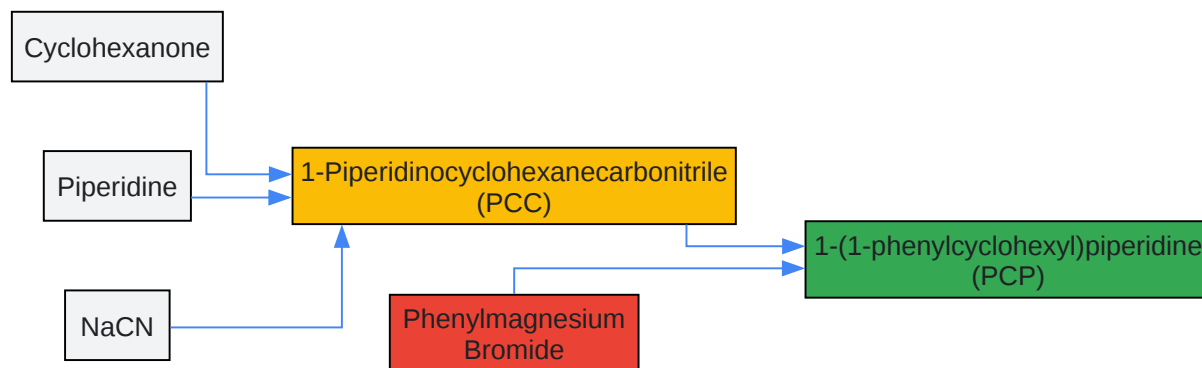 Cyclohexanone
Piperidine
1-Piperidinocyclohexanecarbonitrile
(PCC)
1-(1-phenylcyclohexyl)piperidine
(PCP)
NaCN
Phenylmagnesium
Bromide